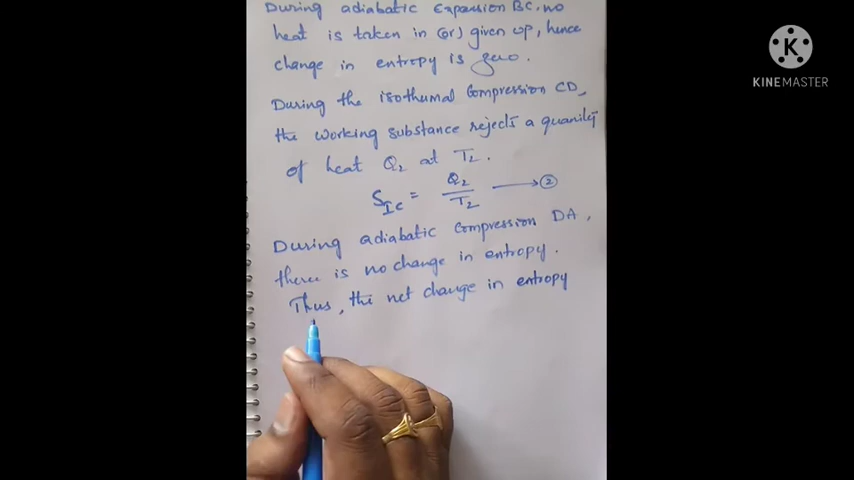 During adiabatic expansion BC, no
heat is taken in (or) given up, hence
change in entropy is zero.
During the isothermal compression CD,
the working substance rejects a quanity
of heat Q₂ at T₂.
S_IC = Q₂/T₂ → ②
During adiabatic compression DA,
there is no change in entropy.
Thus, the net change in entropy
K
KINEMASTER